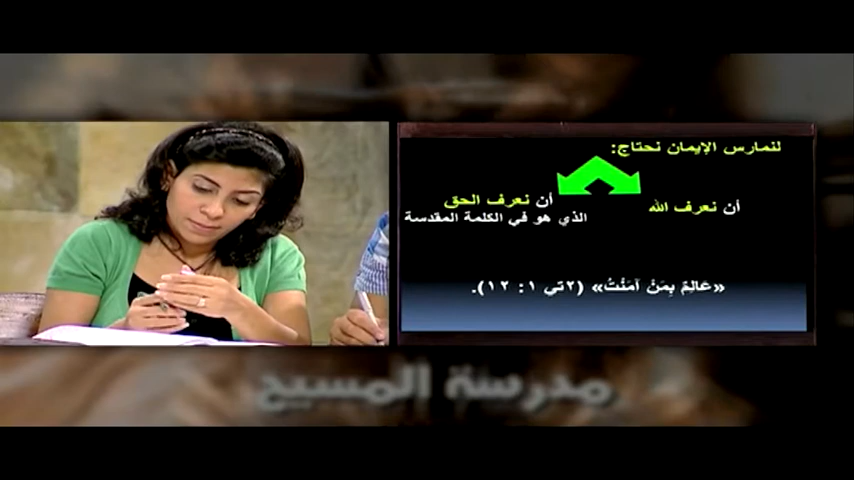 لنمارس الإيمان نحتاج:
أن نعرف الله
أن نعرف الحق
الذي هو في الكلمة المقدسة
«عَالِمٌ بِمَنْ آمَنْتُ» (٢تي ١: ١٢).
مدرسة المسيح